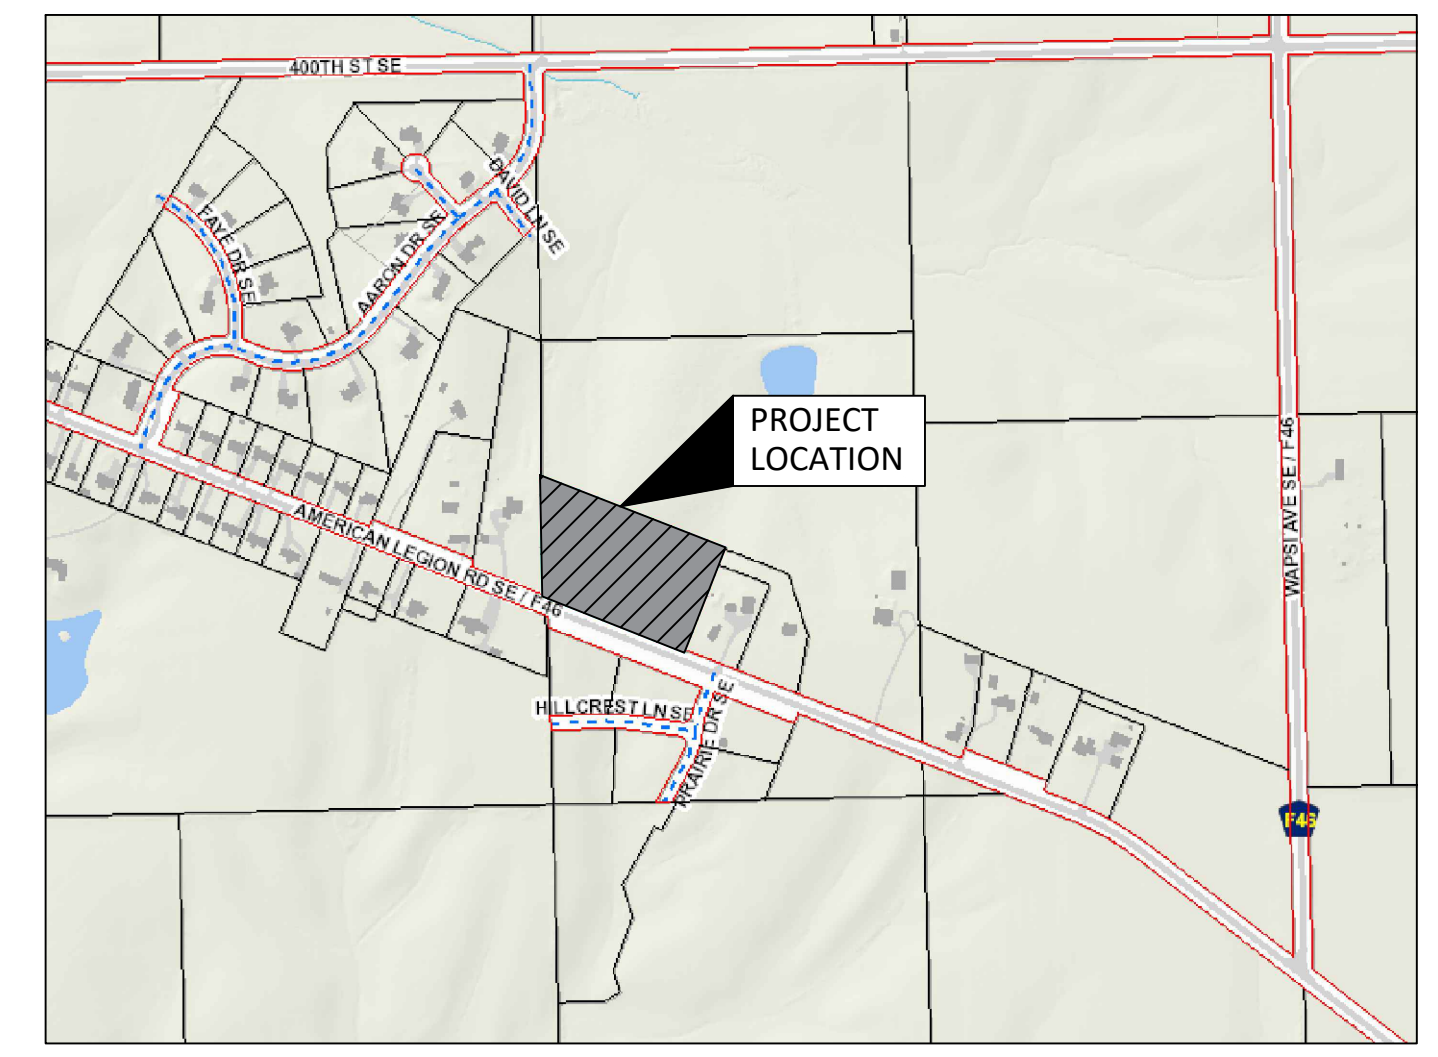 400TH ST SE
DAVID LN SE
FAYE DR SE
AARON DR SE
PROJECT
LOCATION
WAPSI AVE SE / F46
AMERICAN LEGION RD SE / F46
HILLCREST LN SE
PRAIRIE DR SE
F46